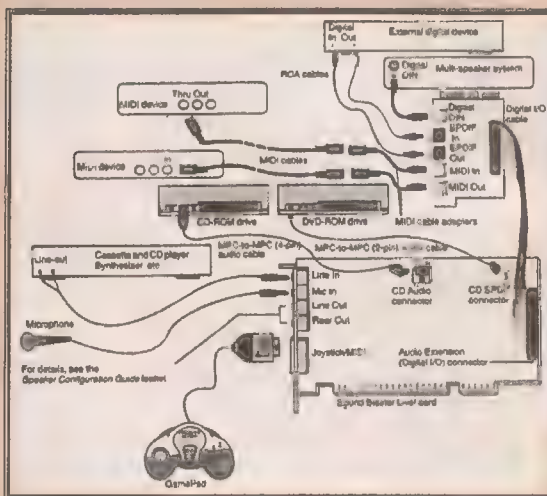 Digital
In Out
External digital device
RCA cables
Digital
DIN
Multi-speaker system
Thru Out
MIDI device
Digital
DIN
Digital I/O
cable
SPDIF
In
SPDIF
Out
MIDI In
MIDI Out
MIDI device
In
MIDI cables
CD-ROM drive
DVD-ROM drive
MIDI cable adapters
MPC-to-MPC (4-pin)
audio cable
MPC-to-MPC (2-pin) cable
Line-out
Cassette and CD player
Synthesizer etc
Line In
Mic In
Line Out
Rear Out
CD Audio
connector
CD SPDIF
connector
Microphone
For details, see the
Speaker Configuration Guide leaflet
Joystick/MIDI
Audio Extension
(Digital I/O) connector
Sound Blaster Live! card
GamePad